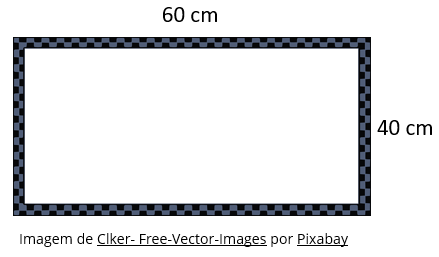 60 cm
40 cm
Imagem de Clker- Free-Vector-Images por Pixabay